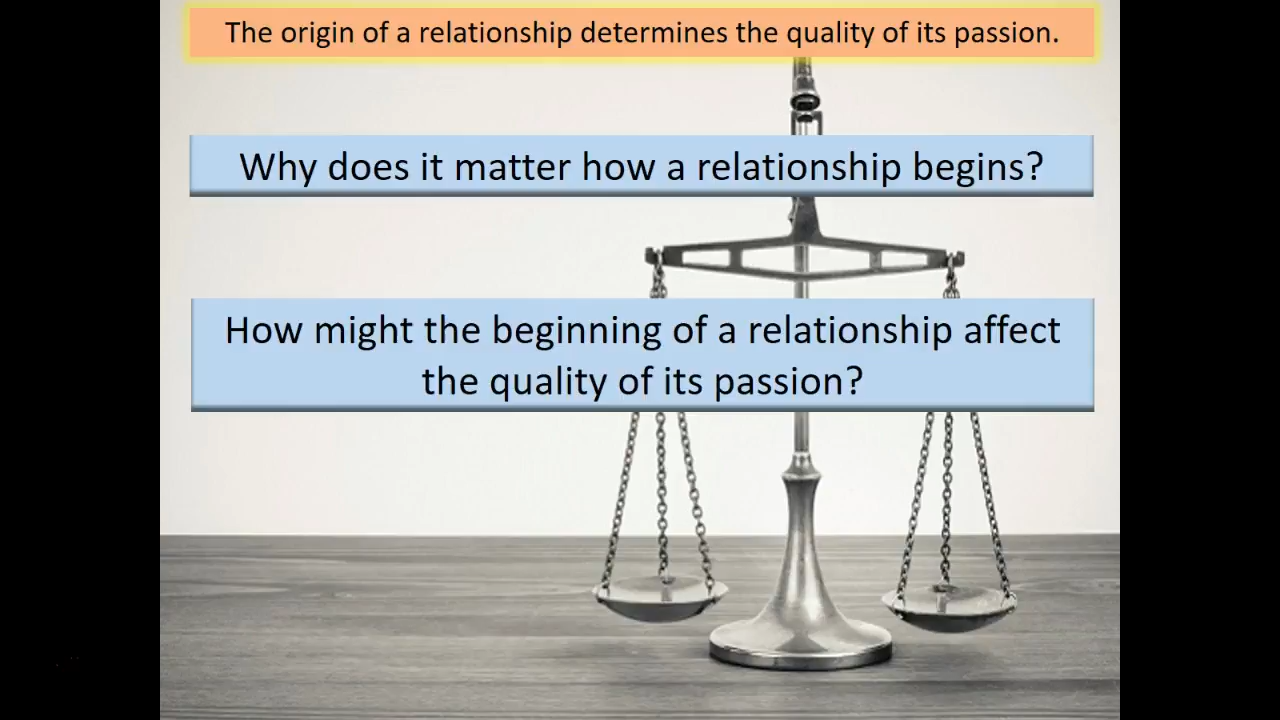 The origin of a relationship determines the quality of its passion.
Why does it matter how a relationship begins?
How might the beginning of a relationship affect
the quality of its passion?